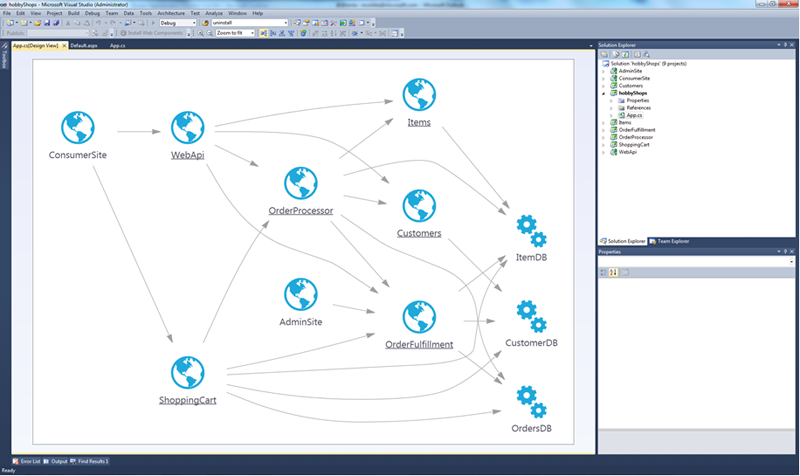 hobbyShops - Microsoft Visual Studio (Administrator)
File Edit View Project Build Debug Team Data Tools Architecture Test Analyze Window Help
Debug uninstall
Publish: Install Web Components Zoom to fit
App.cs[Design View] Default.aspx App.cs
Toolbox
Items
ConsumerSite WebApi
OrderProcessor
Customers
ItemDB
AdminSite
OrderFulfillment CustomerDB
ShoppingCart
OrdersDB
Solution Explorer
Solution 'hobbyShops' (9 projects)
AdminSite
ConsumerSite
Customers
hobbyShops
Properties
References
App.cs
Items
OrderFulfillment
OrderProcessor
ShoppingCart
WebApi
Solution Explorer Team Explorer
Properties
Error List Output Find Results 1
Ready